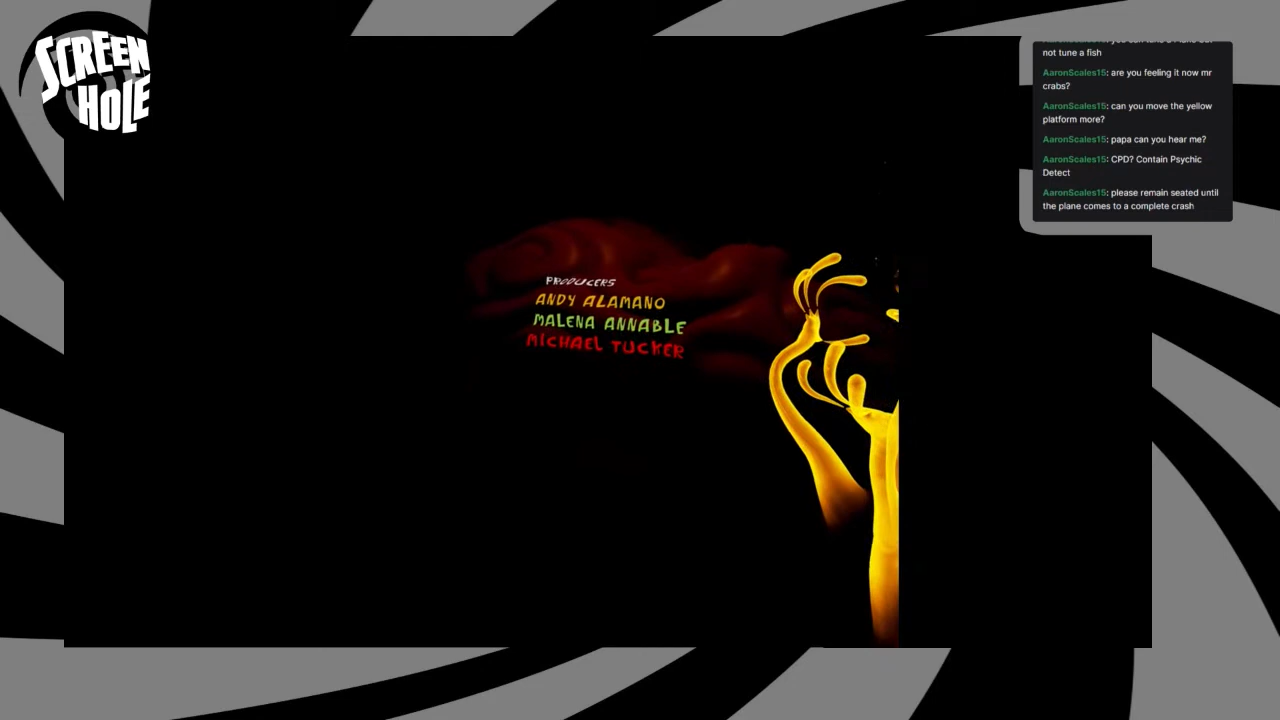 SCREEN
HOLE
not tune a fish
AaronScales15: are you feeling it now mr
crabs?
AaronScales15: can you move the yellow
platform more?
AaronScales15: papa can you hear me?
AaronScales15: CPD? Contain Psychic
Detect
AaronScales15: please remain seated until
the plane comes to a complete crash
PRODUCERS
ANDY ALAMANO
MALENA ANNABLE
MICHAEL TUCKER